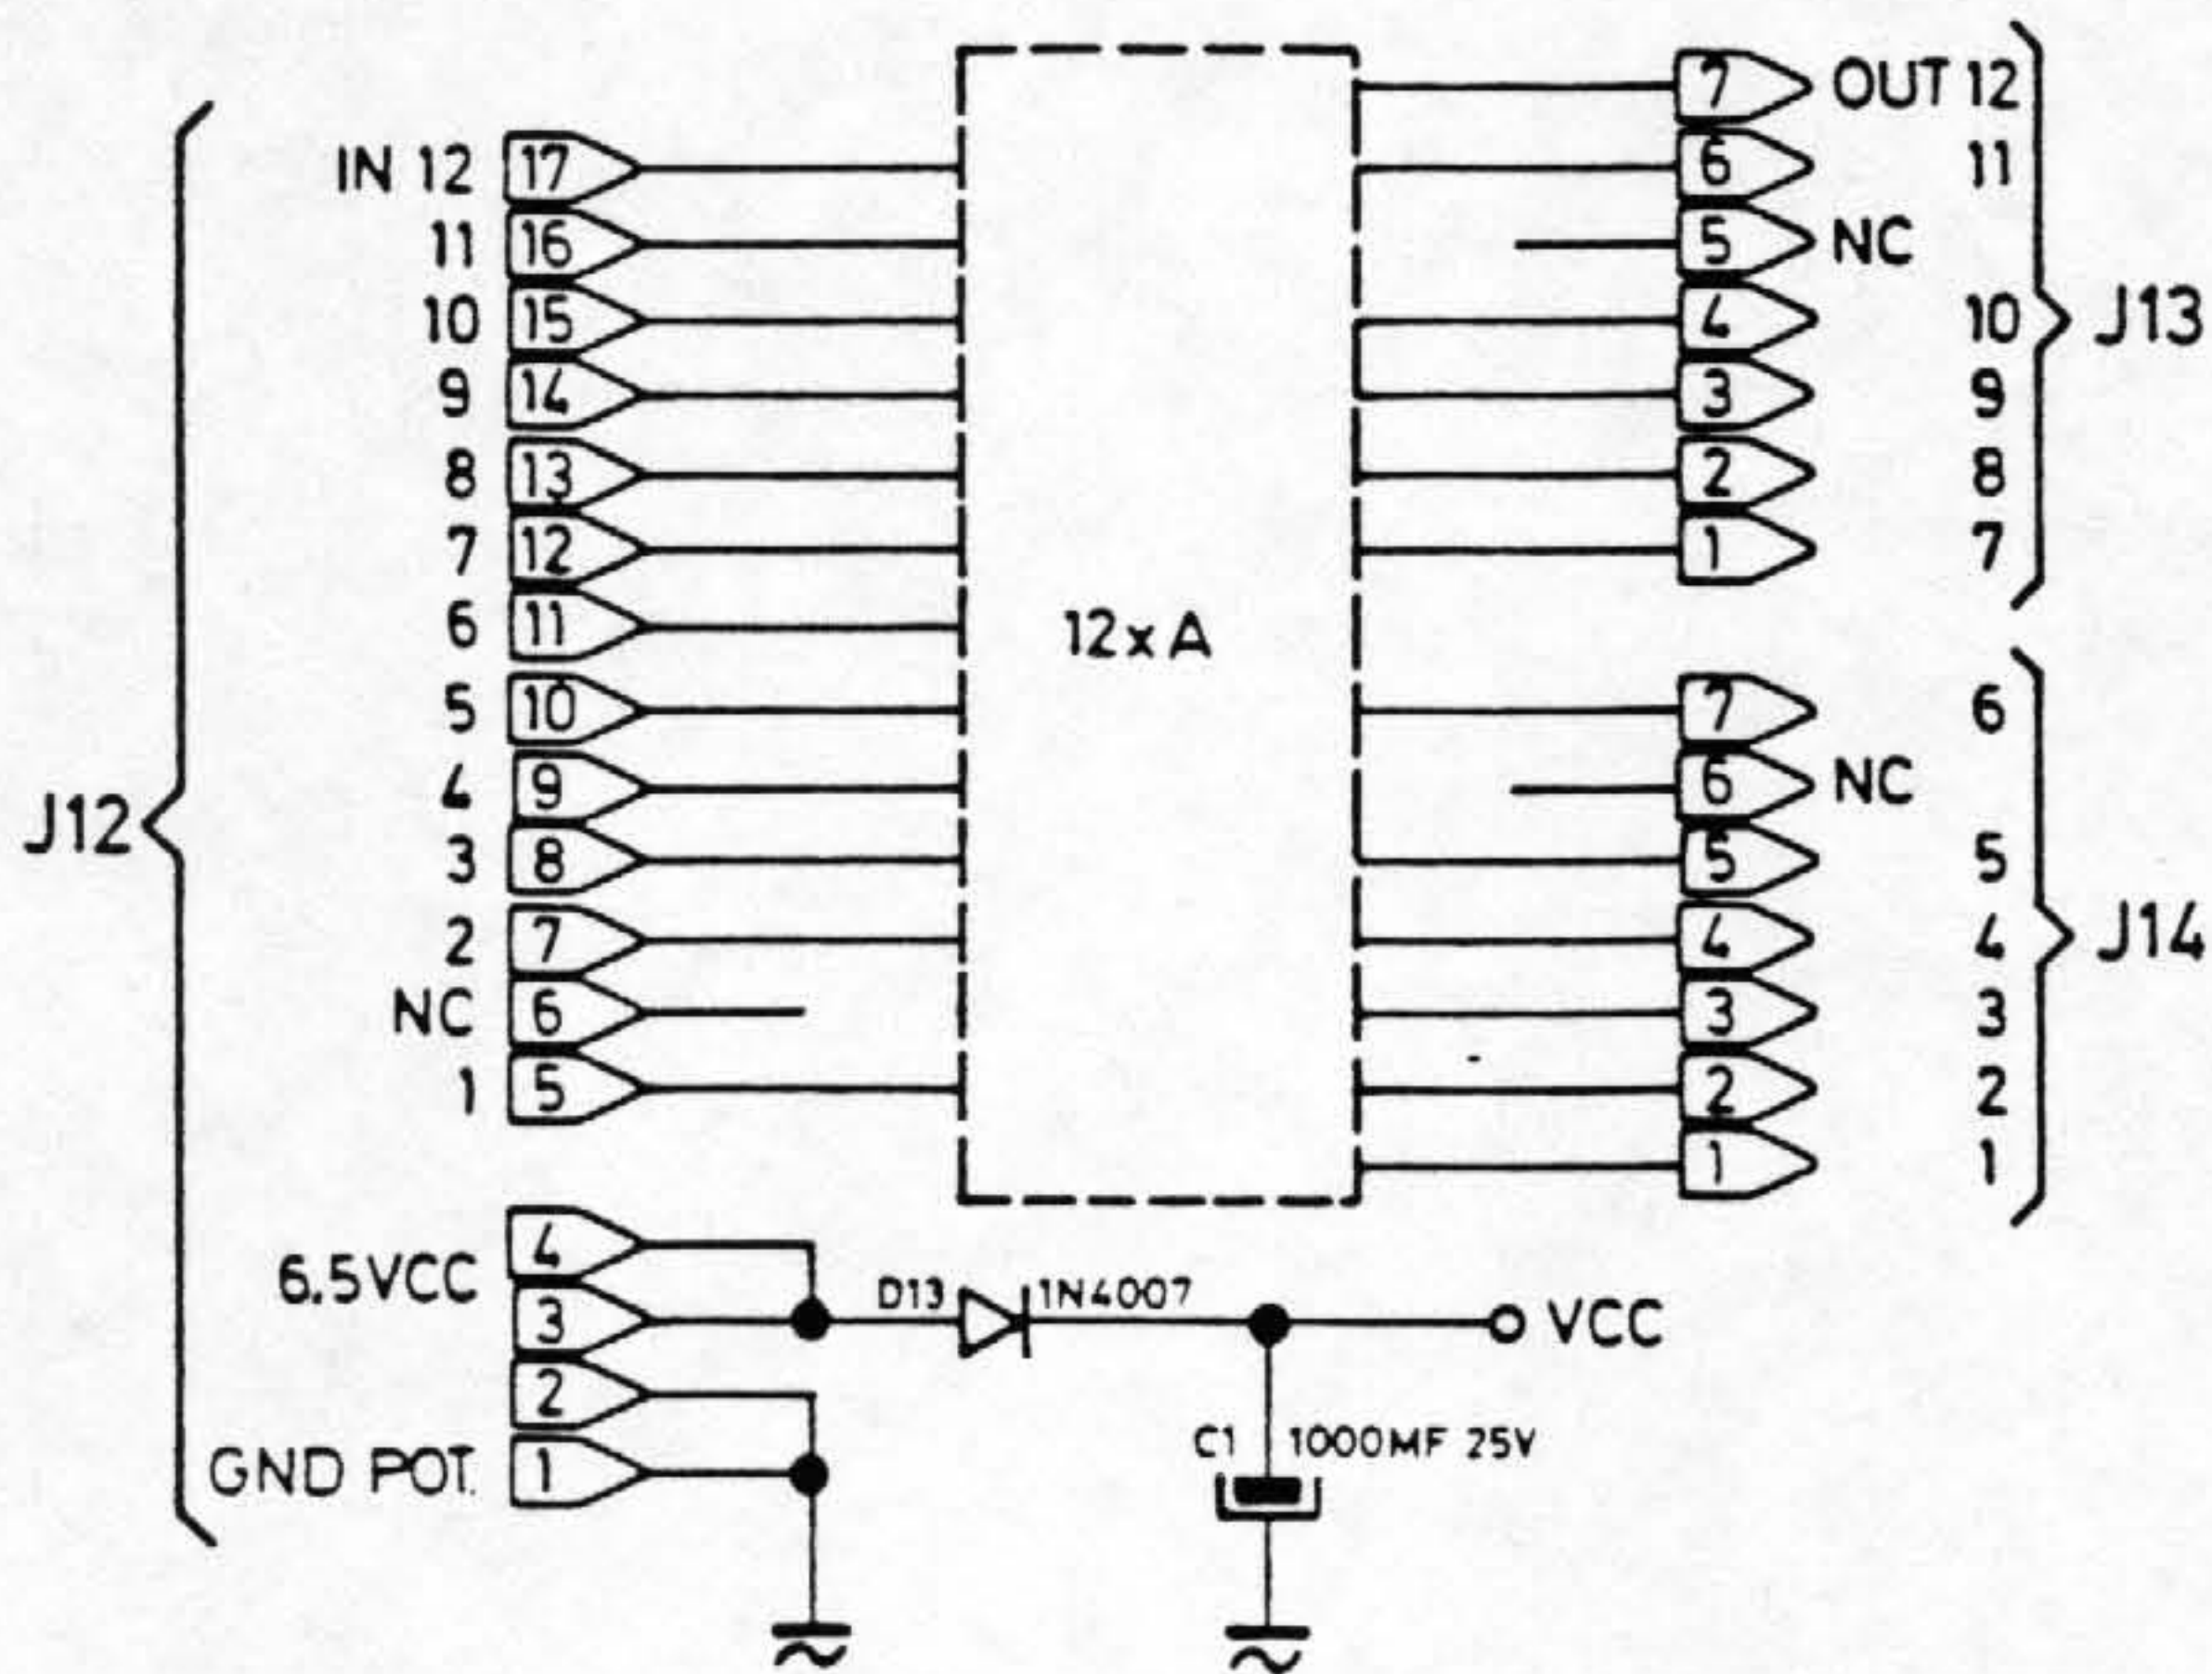 IN 12 17
11 16
10 15
9 14
8 13
7 12
6 11
5 10
4 9
3 8
2 7
NC 6
1 5
6.5VCC
4
3
2
GND POT. 1
J12
12xA
7 OUT 12
6 11
5 NC
4 10
3 9
2 8
1 7
J13
7 6
6 NC
5 5
4 4
3 3
2 2
1 1
J14
D13 1N4007
VCC
C1 1000MF 25V